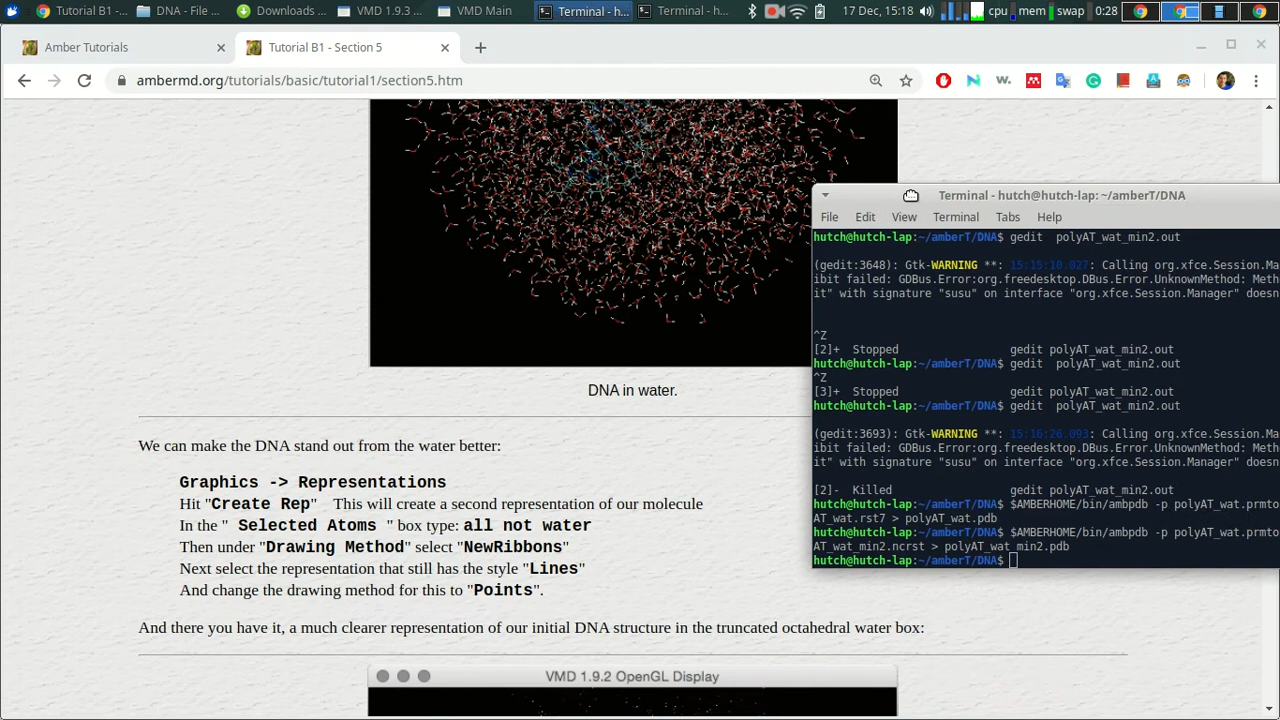 Tutorial B1 -...
DNA - File ...
Downloads ...
VMD 1.9.3 ...
VMD Main
Terminal - h...
Terminal - h...
17 Dec, 15:18
cpu
mem
swap
0:28
Amber Tutorials
Tutorial B1 - Section 5
ambermd.org/tutorials/basic/tutorial1/section5.htm
DNA in water.
We can make the DNA stand out from the water better:
Graphics -> Representations
Hit "Create Rep" This will create a second representation of our molecule
In the " Selected Atoms " box type: all not water
Then under "Drawing Method" select "NewRibbons"
Next select the representation that still has the style "Lines"
And change the drawing method for this to "Points".
And there you have it, a much clearer representation of our initial DNA structure in the truncated octahedral water box:
VMD 1.9.2 OpenGL Display
Terminal - hutch@hutch-lap: ~/amberT/DNA
File Edit View Terminal Tabs Help
hutch@hutch-lap:~/amberT/DNA$ gedit polyAT_wat_min2.out
(gedit:3648): Gtk-WARNING **: 15:15:10.027: Calling org.xfce.Session.Ma
ibit failed: GDBus.Error:org.freedesktop.DBus.Error.UnknownMethod: Meth
it" with signature "susu" on interface "org.xfce.Session.Manager" doesn
^Z
[2]+ Stopped gedit polyAT_wat_min2.out
hutch@hutch-lap:~/amberT/DNA$ gedit polyAT_wat_min2.out
^Z
[3]+ Stopped gedit polyAT_wat_min2.out
hutch@hutch-lap:~/amberT/DNA$ gedit polyAT_wat_min2.out
(gedit:3693): Gtk-WARNING **: 15:16:26.093: Calling org.xfce.Session.Ma
ibit failed: GDBus.Error:org.freedesktop.DBus.Error.UnknownMethod: Meth
it" with signature "susu" on interface "org.xfce.Session.Manager" doesn
[2]- Killed gedit polyAT_wat_min2.out
hutch@hutch-lap:~/amberT/DNA$ $AMBERHOME/bin/ambpdb -p polyAT_wat.prmto
AT_wat.rst7 > polyAT_wat.pdb
hutch@hutch-lap:~/amberT/DNA$ $AMBERHOME/bin/ambpdb -p polyAT_wat.prmto
AT_wat_min2.ncrst > polyAT_wat_min2.pdb
hutch@hutch-lap:~/amberT/DNA$